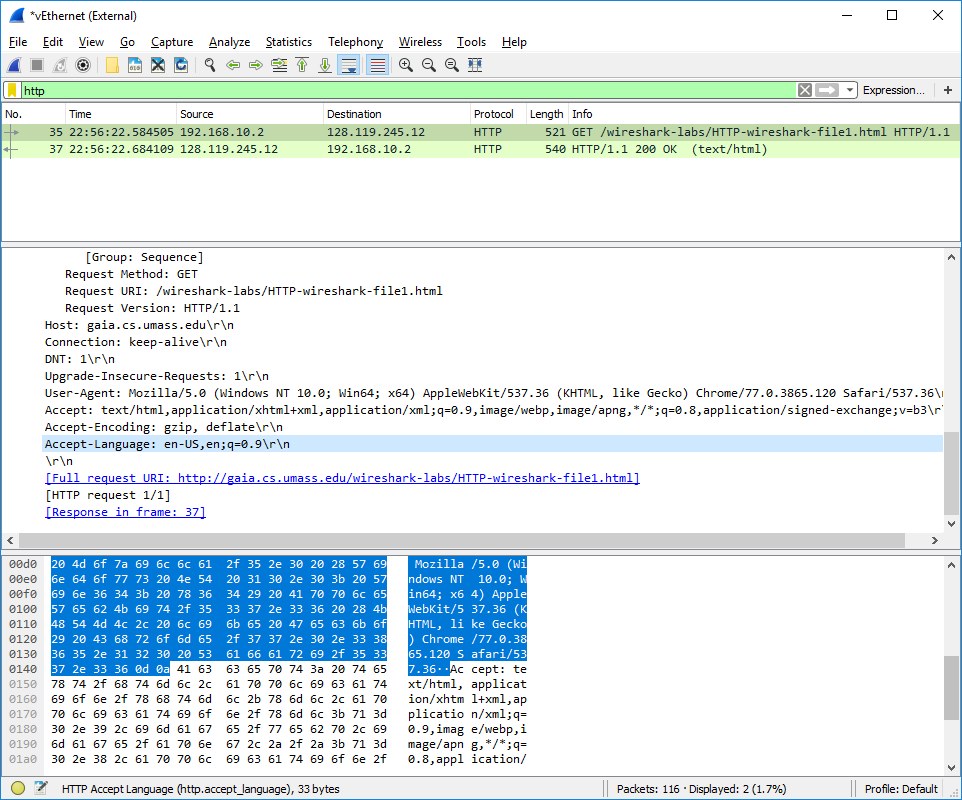 *vEthernet (External)
File Edit View Go Capture Analyze Statistics Telephony Wireless Tools Help
http Expression... +
No. Time Source Destination Protocol Length Info
35 22:56:22.584505 192.168.10.2 128.119.245.12 HTTP 521 GET /wireshark-labs/HTTP-wireshark-file1.html HTTP/1.1
37 22:56:22.684109 128.119.245.12 192.168.10.2 HTTP 540 HTTP/1.1 200 OK (text/html)
[Group: Sequence]
Request Method: GET
Request URI: /wireshark-labs/HTTP-wireshark-file1.html
Request Version: HTTP/1.1
Host: gaia.cs.umass.edu\r\n
Connection: keep-alive\r\n
DNT: 1\r\n
Upgrade-Insecure-Requests: 1\r\n
User-Agent: Mozilla/5.0 (Windows NT 10.0; Win64; x64) AppleWebKit/537.36 (KHTML, like Gecko) Chrome/77.0.3865.120 Safari/537.36\r
Accept: text/html,application/xhtml+xml,application/xml;q=0.9,image/webp,image/apng,*/*;q=0.8,application/signed-exchange;v=b3\r\
Accept-Encoding: gzip, deflate\r\n
Accept-Language: en-US,en;q=0.9\r\n
\r\n
[Full request URI: http://gaia.cs.umass.edu/wireshark-labs/HTTP-wireshark-file1.html]
[HTTP request 1/1]
[Response in frame: 37]
00d0 20 4d 6f 7a 69 6c 6c 61 2f 35 2e 30 20 28 57 69 Mozilla /5.0 (Wi
00e0 6e 64 6f 77 73 20 4e 54 20 31 30 2e 30 3b 20 57 ndows NT 10.0; W
00f0 69 6e 36 34 3b 20 78 36 34 29 20 41 70 70 6c 65 in64; x6 4) Apple
0100 57 65 62 4b 69 74 2f 35 33 37 2e 33 36 20 28 4b WebKit/5 37.36 (K
0110 48 54 4d 4c 2c 20 6c 69 6b 65 20 47 65 63 6b 6f HTML, li ke Gecko
0120 29 20 43 68 72 6f 6d 65 2f 37 37 2e 30 2e 33 38 ) Chrome /77.0.38
0130 36 35 2e 31 32 30 20 53 61 66 61 72 69 2f 35 33 65.120 S afari/53
0140 37 2e 33 36 0d 0a 41 63 63 65 70 74 3a 20 74 65 7.36··Ac cept: te
0150 78 74 2f 68 74 6d 6c 2c 61 70 70 6c 69 63 61 74 xt/html, applicat
0160 69 6f 6e 2f 78 68 74 6d 6c 2b 78 6d 6c 2c 61 70 ion/xhtm l+xml,ap
0170 70 6c 69 63 61 74 69 6f 6e 2f 78 6d 6c 3b 71 3d plicatio n/xml;q=
0180 30 2e 39 2c 69 6d 61 67 65 2f 77 65 62 70 2c 69 0.9,imag e/webp,i
0190 6d 61 67 65 2f 61 70 6e 67 2c 2a 2f 2a 3b 71 3d mage/apn g,*/*;q=
01a0 30 2e 38 2c 61 70 70 6c 69 63 61 74 69 6f 6e 2f 0.8,appl ication/
HTTP Accept Language (http.accept_language), 33 bytes Packets: 116 · Displayed: 2 (1.7%) Profile: Default